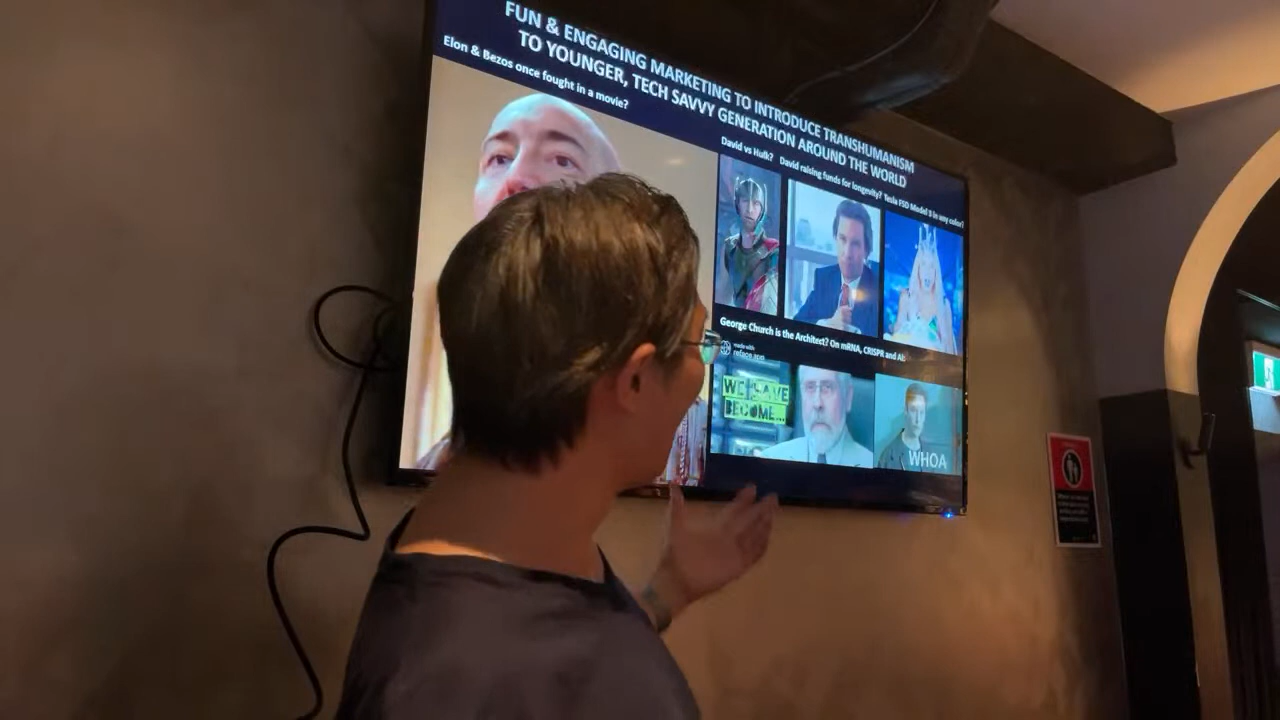 FUN & ENGAGING MARKETING TO INTRODUCE TRANSHUMANISM
TO YOUNGER, TECH SAVVY GENERATION AROUND THE WORLD
Elon & Bezos once fought in a movie?
David vs Hulk?
David raising funds for longevity?
Tesla FSD Model 3 in any color?
George Church is the Architect? On mRNA, CRISPR and AI:
made with
reface app
WE HAVE
BECOME...
WHOA